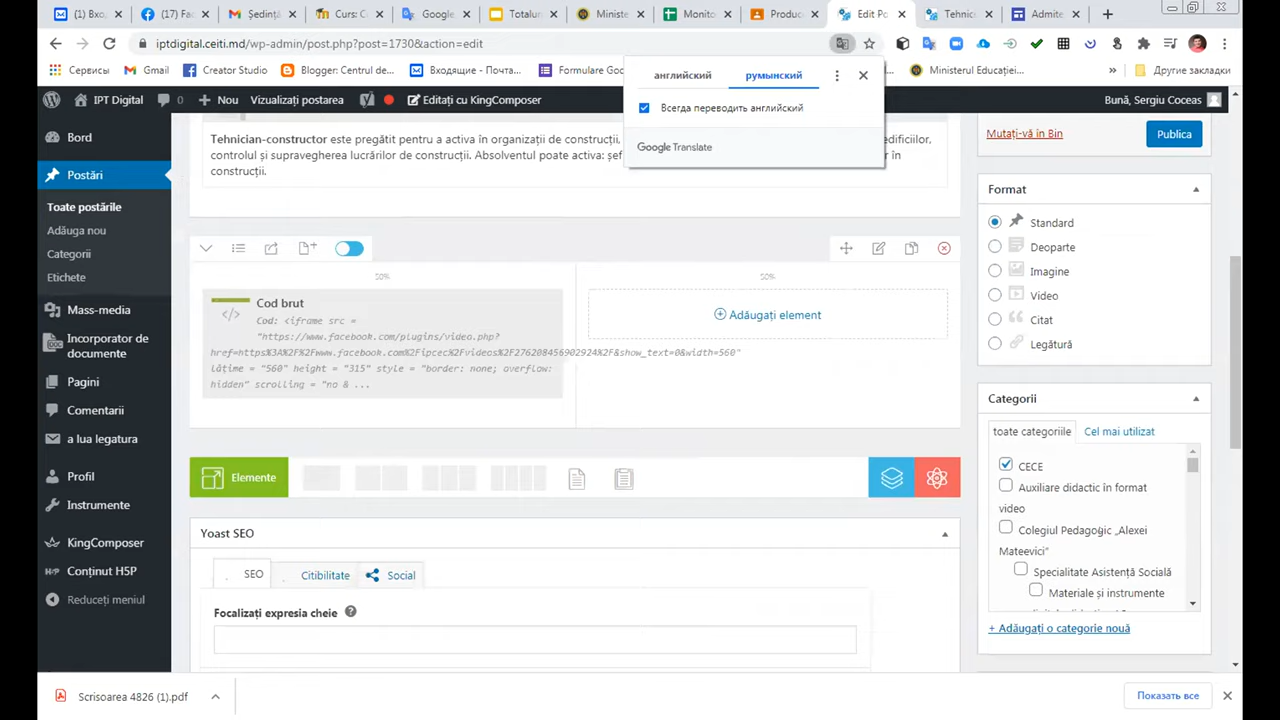 (1) Вхо
(17) Fac
Ședință
Curs: C
Google
Totalur
Ministe
Monito
Produc
Edit Po
Tehnic
Admite
iptdigital.ceiti.md/wp-admin/post.php?post=1730&action=edit
Сервисы
Gmail
Creator Studio
Blogger: Centrul de...
Входящие - Почта...
Formulare Goo
Ministerul Educației...
Другие закладки
английский
румынский
Всегда переводить английский
Google Translate
IPT Digital
0
Nou
Vizualizați postarea
Editați cu KingComposer
Bună, Sergiu Coceas
Bord
Postări
Toate postările
Adăuga nou
Categorii
Etichete
Mass-media
Incorporator de
documente
Pagini
Comentarii
a lua legatura
Profil
Instrumente
KingComposer
Conținut H5P
Reduceți meniul
Tehnician-constructor este pregătit pentru a activa în organizații de construcții,
edificiilor.
controlul și supravegherea lucrărilor de construcții. Absolventul poate activa: șef
or în
construcții.
50%
50%
Cod brut
Cod: <iframe src =
"https://www.facebook.com/plugins/video.php?
href=https%3A%2F%2Fwww.facebook.com%2Fipcec%2Fvideos%2F276208456902924%2F&show_text=0&width=560"
lățime = "560" height = "315" style = "border: none; overflow:
hidden" scrolling = "no & ...
Adăugați element
Elemente
Yoast SEO
SEO
Citibilitate
Social
Focalizați expresia cheie
Mutați-vă în Bin
Publica
Format
Standard
Deoparte
Imagine
Video
Citat
Legătură
Categorii
toate categoriile
Cel mai utilizat
CECE
Auxiliare didactic în format
video
Colegiul Pedagogic „Alexei
Mateevici”
Specialitate Asistență Socială
Materiale și instrumente
+ Adăugați o categorie nouă
Scrisoarea 4826 (1).pdf
Показать все